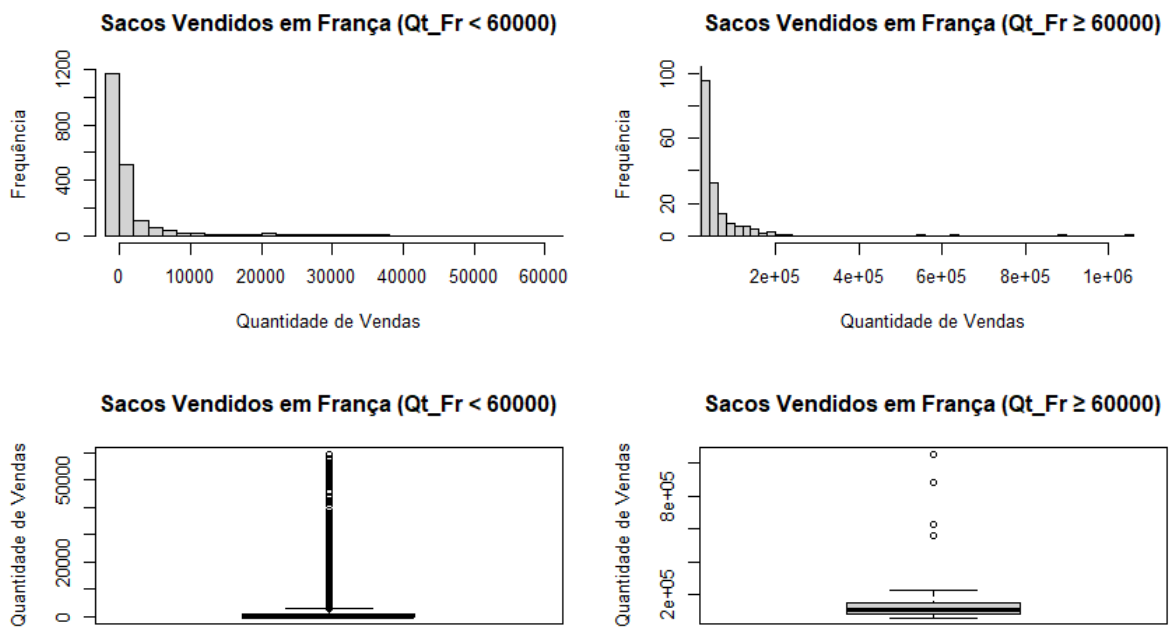 Sacos Vendidos em França (Qt_Fr < 60000)
Frequência
1200
800
400
0
0 10000 20000 30000 40000 50000 60000
Quantidade de Vendas
Sacos Vendidos em França (Qt_Fr ≥ 60000)
Frequência
100
60
20
0
2e+05 4e+05 6e+05 8e+05 1e+06
Quantidade de Vendas
Sacos Vendidos em França (Qt_Fr < 60000)
Quantidade de Vendas
50000
20000
0
Sacos Vendidos em França (Qt_Fr ≥ 60000)
Quantidade de Vendas
8e+05
2e+05